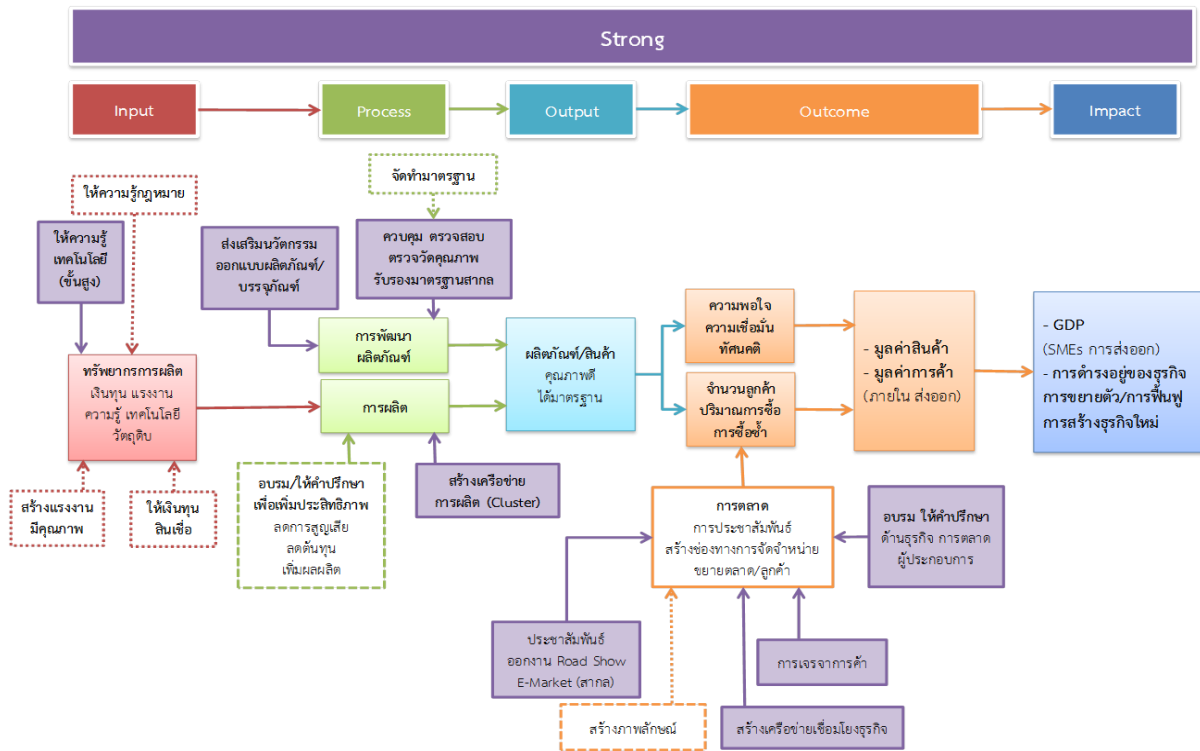 Strong
Input
Process
Output
Outcome
Impact
ให้ความรู้กฎหมาย
จัดทำมาตรฐาน
ให้ความรู้
เทคโนโลยี
(ขั้นสูง)
ส่งเสริมนวัตกรรม
ออกแบบผลิตภัณฑ์/
บรรจุภัณฑ์
ควบคุม ตรวจสอบ
ตรวจวัดคุณภาพ
รับรองมาตรฐานสากล
ทรัพยากรการผลิต
เงินทุน แรงงาน
ความรู้ เทคโนโลยี
วัตถุดิบ
การพัฒนา
ผลิตภัณฑ์
การผลิต
ผลิตภัณฑ์/สินค้า
คุณภาพดี
ได้มาตรฐาน
ความพอใจ
ความเชื่อมั่น
ทัศนคติ
จำนวนลูกค้า
ปริมาณการซื้อ
การซื้อซ้ำ
- มูลค่าสินค้า
- มูลค่าการค้า
(ภายใน ส่งออก)
- GDP
(SMEs การส่งออก)
- การดำรงอยู่ของธุรกิจ
การขยายตัว/การฟื้นฟู
การสร้างธุรกิจใหม่
สร้างแรงงาน
มีคุณภาพ
ให้เงินทุน
สินเชื่อ
อบรม/ให้คำปรึกษา
เพื่อเพิ่มประสิทธิภาพ
ลดการสูญเสีย
ลดต้นทุน
เพิ่มผลผลิต
สร้างเครือข่าย
การผลิต (Cluster)
การตลาด
การประชาสัมพันธ์
สร้างช่องทางการจัดจำหน่าย
ขยายตลาด/ลูกค้า
อบรม ให้คำปรึกษา
ด้านธุรกิจ การตลาด
ผู้ประกอบการ
ประชาสัมพันธ์
ออกงาน Road Show
E-Market (สากล)
การเจรจาการค้า
สร้างภาพลักษณ์
สร้างเครือข่ายเชื่อมโยงธุรกิจ